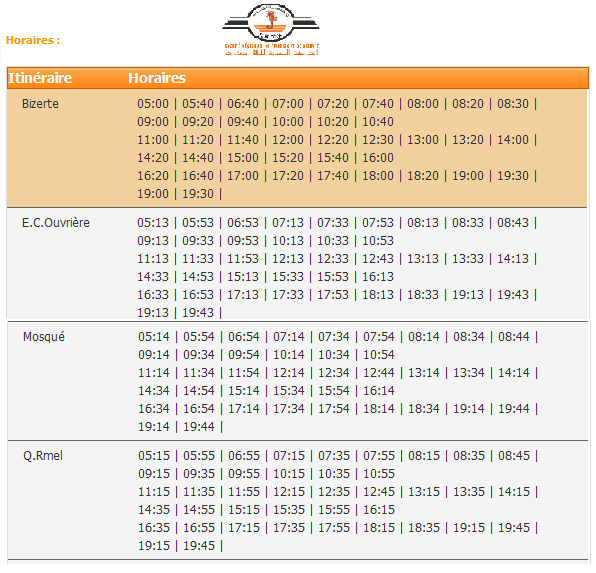 Horaires :
Itinéraire Horaires
Bizerte 05:00 | 05:40 | 06:40 | 07:00 | 07:20 | 07:40 | 08:00 | 08:20 | 08:30 |
09:00 | 09:20 | 09:40 | 10:00 | 10:20 | 10:40
11:00 | 11:20 | 11:40 | 12:00 | 12:20 | 12:30 | 13:00 | 13:20 | 14:00 |
14:20 | 14:40 | 15:00 | 15:20 | 15:40 | 16:00
16:20 | 16:40 | 17:00 | 17:20 | 17:40 | 18:00 | 18:20 | 19:00 | 19:30 |
19:00 | 19:30 |
E.C.Ouvrière 05:13 | 05:53 | 06:53 | 07:13 | 07:33 | 07:53 | 08:13 | 08:33 | 08:43 |
09:13 | 09:33 | 09:53 | 10:13 | 10:33 | 10:53
11:13 | 11:33 | 11:53 | 12:13 | 12:33 | 12:43 | 13:13 | 13:33 | 14:13 |
14:33 | 14:53 | 15:13 | 15:33 | 15:53 | 16:13
16:33 | 16:53 | 17:13 | 17:33 | 17:53 | 18:13 | 18:33 | 19:13 | 19:43 |
19:13 | 19:43 |
Mosqué 05:14 | 05:54 | 06:54 | 07:14 | 07:34 | 07:54 | 08:14 | 08:34 | 08:44 |
09:14 | 09:34 | 09:54 | 10:14 | 10:34 | 10:54
11:14 | 11:34 | 11:54 | 12:14 | 12:34 | 12:44 | 13:14 | 13:34 | 14:14 |
14:34 | 14:54 | 15:14 | 15:34 | 15:54 | 16:14
16:34 | 16:54 | 17:14 | 17:34 | 17:54 | 18:14 | 18:34 | 19:14 | 19:44 |
19:14 | 19:44 |
Q.Rmel 05:15 | 05:55 | 06:55 | 07:15 | 07:35 | 07:55 | 08:15 | 08:35 | 08:45 |
09:15 | 09:35 | 09:55 | 10:15 | 10:35 | 10:55
11:15 | 11:35 | 11:55 | 12:15 | 12:35 | 12:45 | 13:15 | 13:35 | 14:15 |
14:35 | 14:55 | 15:15 | 15:35 | 15:55 | 16:15
16:35 | 16:55 | 17:15 | 17:35 | 17:55 | 18:15 | 18:35 | 19:15 | 19:45 |
19:15 | 19:45 |